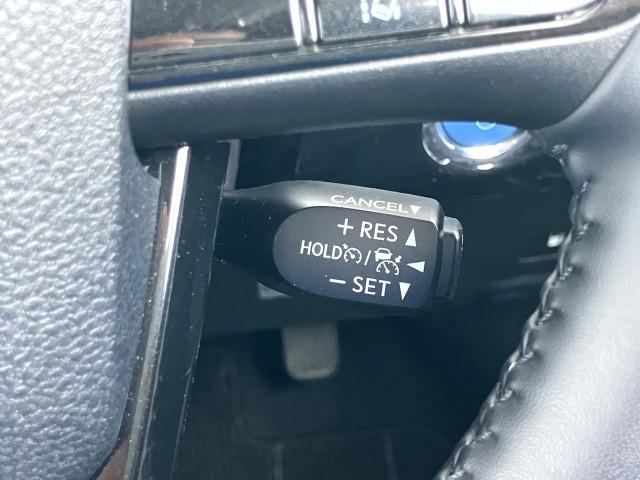 CANCEL▼
+ RES ▲
HOLD / ◀
− SET ▼